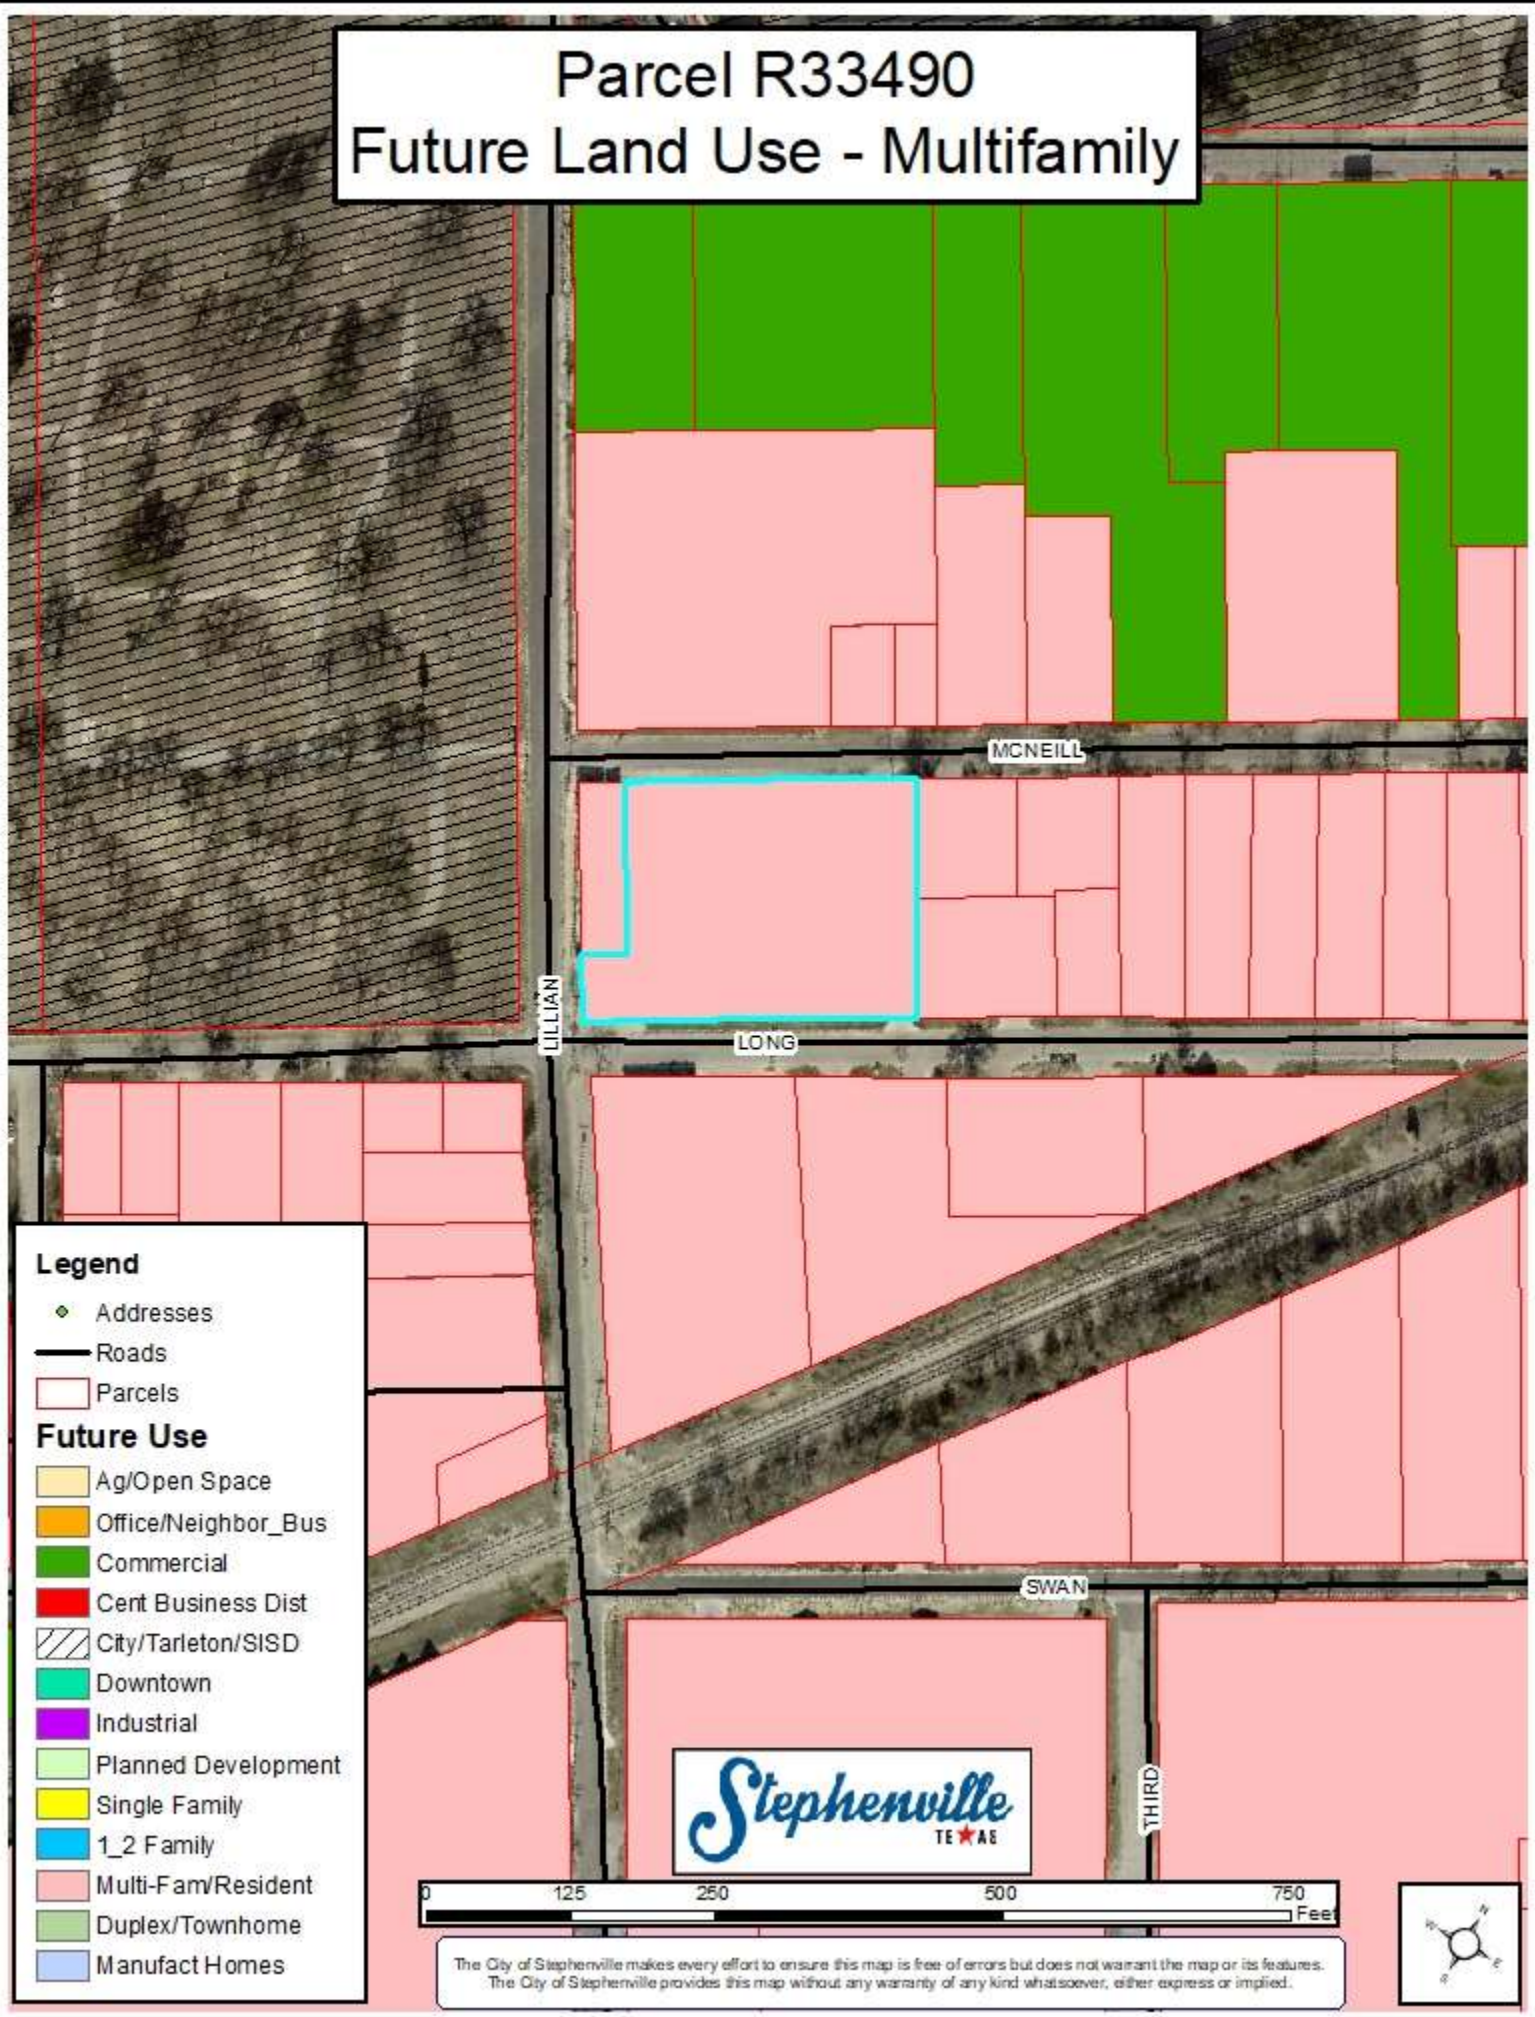 Parcel R33490
Future Land Use - Multifamily
MCNEILL
LILLIAN
LONG
Legend
Addresses
Roads
Parcels
Future Use
Ag/Open Space
Office/Neighbor_Bus
Commercial
Cent Business Dist
City/Tarleton/SISD
Downtown
Industrial
Planned Development
Single Family
1_2 Family
Multi-Fam/Resident
Duplex/Townhome
Manufact Homes
SWAN
THIRD
Stephenville
TEXAS
0 125 250 500 750
Feet
N
W
E
S
The City of Stephenville makes every effort to ensure this map is free of errors but does not warrant the map or its features.
The City of Stephenville provides this map without any warranty of any kind whatsoever, either express or implied.